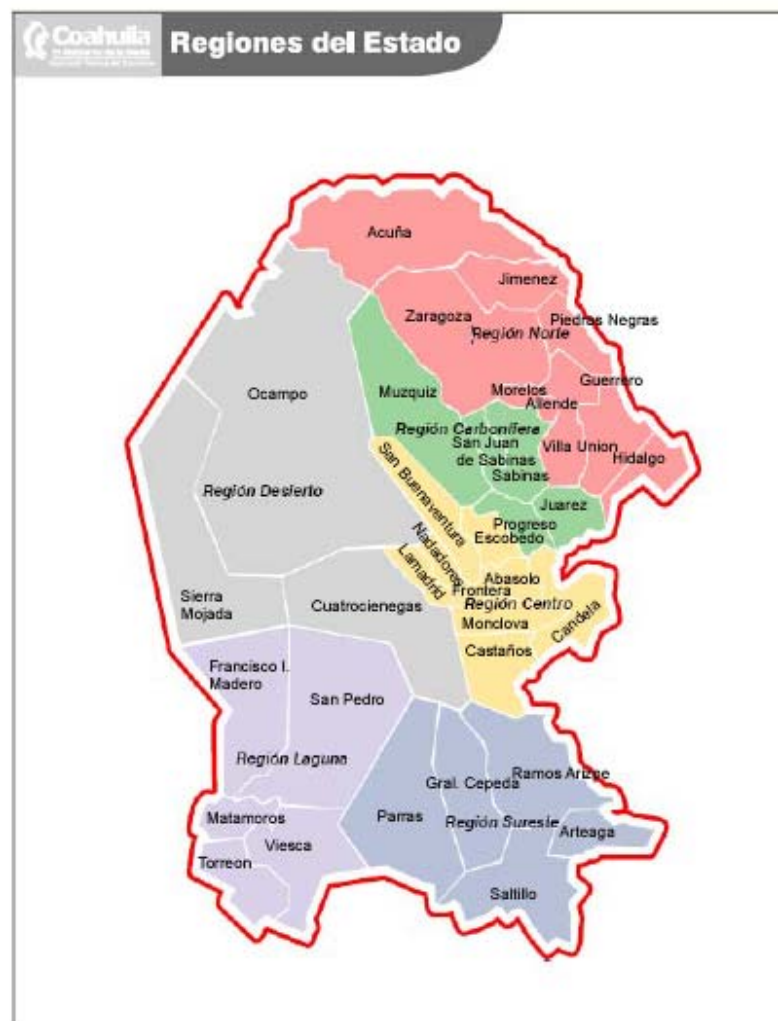 Coahuila
Regiones del Estado
Acuña
Jimenez
Zaragoza
Piedras Negras
Región Norte
Ocampo
Muzquiz
Morelos
Guerrero
Allende
Región Carbonifera
San Juan
de Sabinas
Villa Union
Sabinas
Hidalgo
Región Desierto
San Buenaventura
Juarez
Progreso
Escobedo
Nadadores
Lamadrid
Abasolo
Frontera
Región Centro
Sierra
Mojada
Cuatrocienegas
Monclova
Candela
Castaños
Francisco I.
Madero
San Pedro
Región Laguna
Ramos Arizpe
Gral. Cepeda
Matamoros
Parras
Región Sureste
Arteaga
Viesca
Torreon
Saltillo